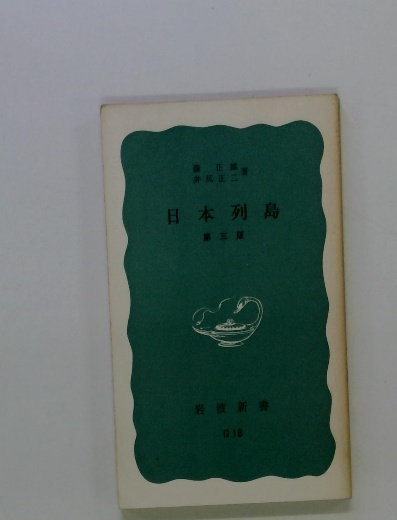 湊正雄
井尻正二 著
日本列島
第三版
岩波新書
G18